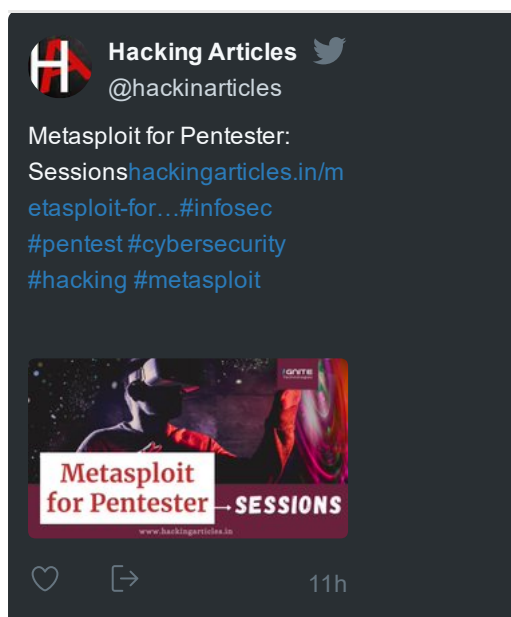 Hacking Articles
@hackinarticles
Metasploit for Pentester:
Sessionshackingarticles.in/m
etasploit-for…#infosec
#pentest #cybersecurity
#hacking #metasploit
IGNITE
Metasploit
for Pentester → SESSIONS
www.hackingarticles.in
11h